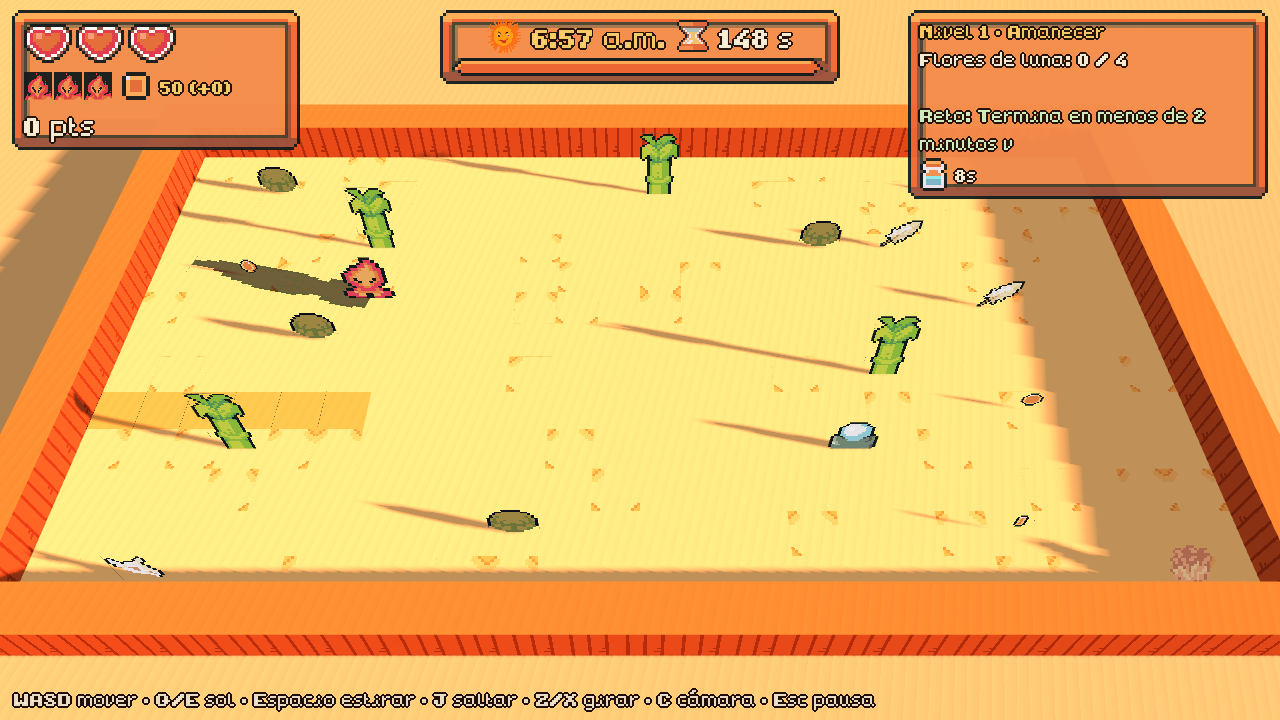 50 (+0)
0 pts
6:57 a.m. 148 s
Nivel 1 • Amanecer
Flores de luna: 0 / 4
Reto: Termina en menos de 2
minutos v
8s
WASD mover • Q/E sol • Espacio estirar • J saltar • Z/X girar • C cámara • Esc pausa